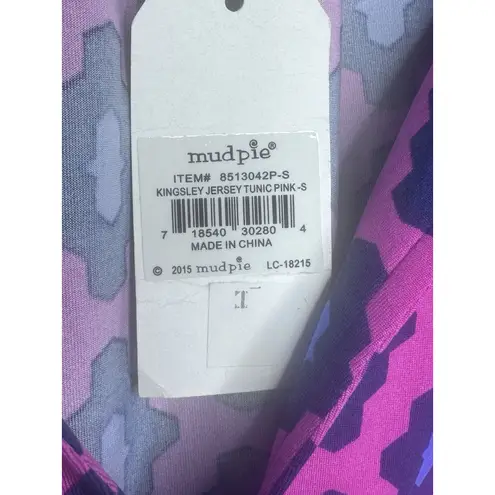 mudpie®
ITEM# 8513042P-S
KINGSLEY JERSEY TUNIC PINK-S
7 18540 30280 4
MADE IN CHINA
© 2015 mudpie LC-18215